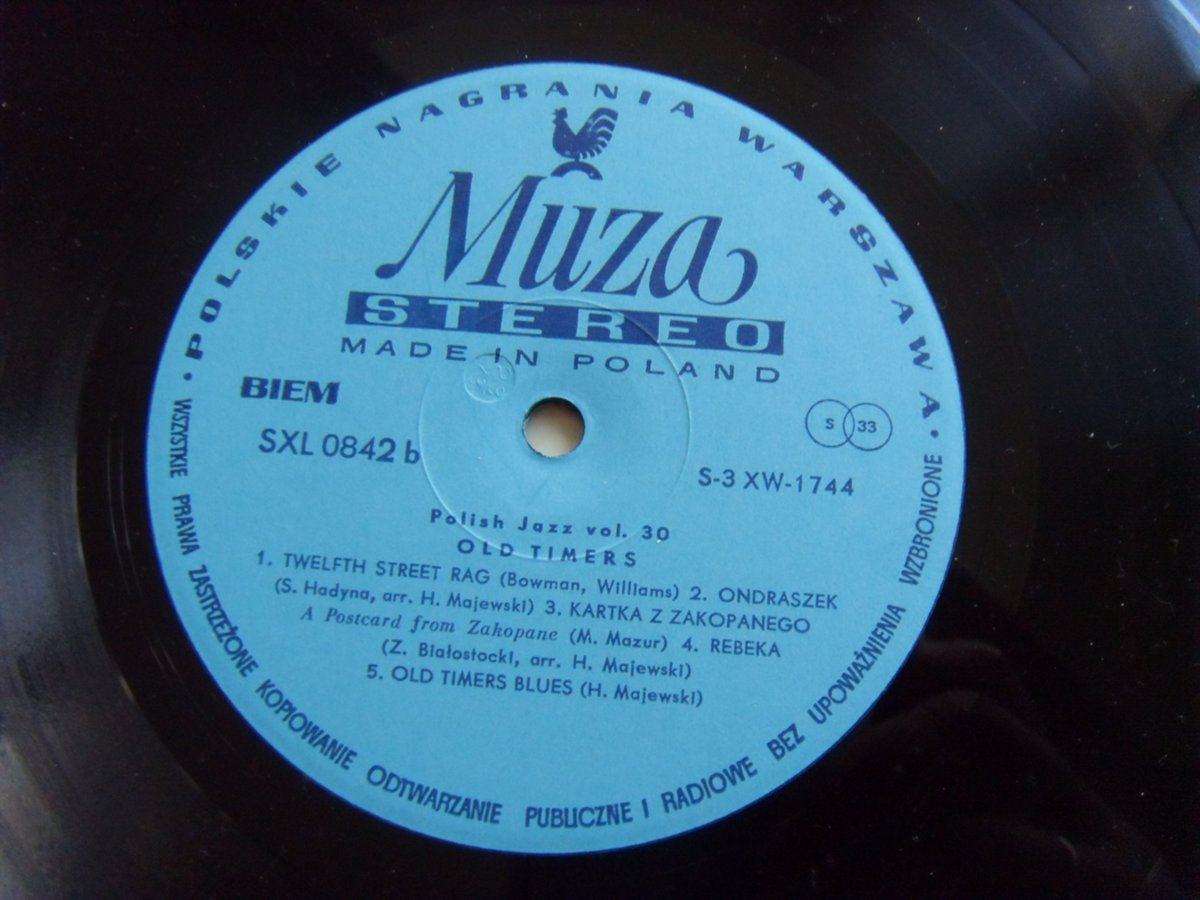 • POLSKIE NAGRANIA WARSZAWA •
Muza
STEREO
MADE IN POLAND
BIEM
S 33
SXL 0842 b
S-3 XW-1744
Polish Jazz vol. 30
OLD TIMERS
1. TWELFTH STREET RAG (Bowman, Williams) 2. ONDRASZEK
(S. Hadyna, arr. H. Majewski) 3. KARTKA Z ZAKOPANEGO
A Postcard from Zakopane (M. Mazur) 4. REBEKA
(Z. Białostocki, arr. H. Majewski)
5. OLD TIMERS BLUES (H. Majewski)
WSZYSTKIE PRAWA ZASTRZEŻONE KOPIOWANIE ODTWARZANIE PUBLICZNE I RADIOWE BEZ UPOWAŻNIENIA WZBRONIONE